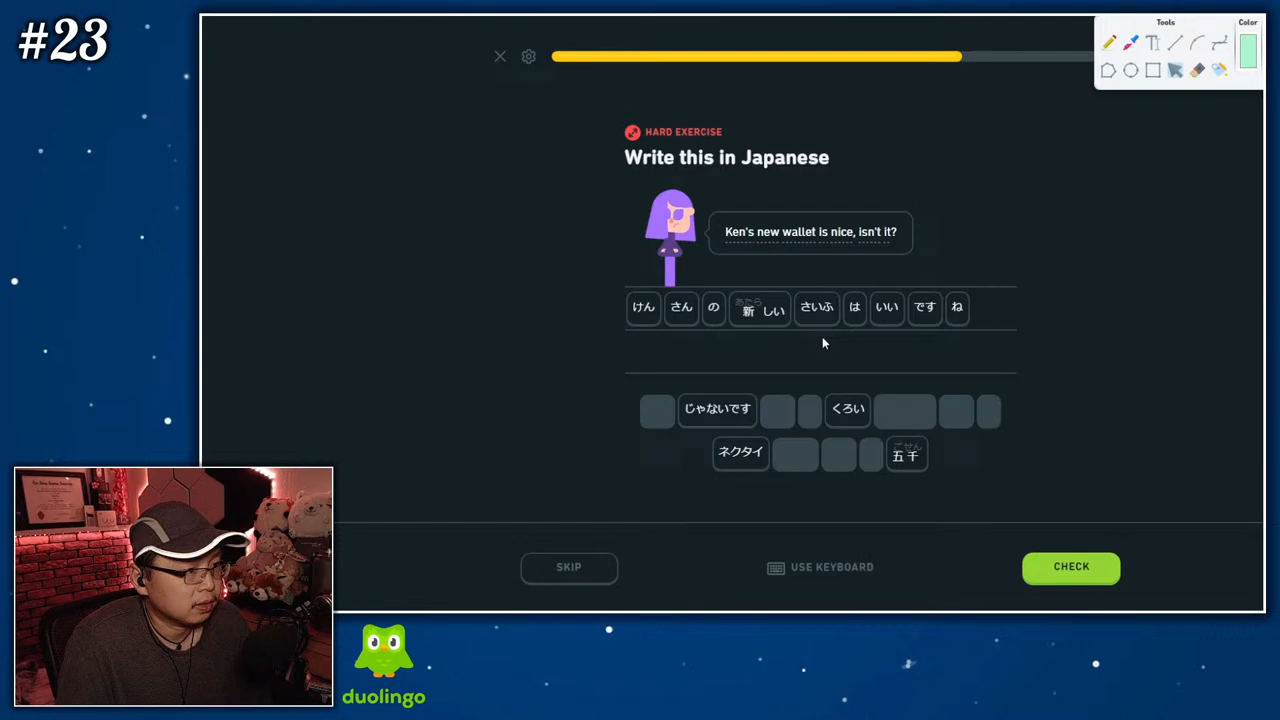 #23
Tools
Color
HARD EXERCISE
Write this in Japanese
Ken's new wallet is nice, isn't it?
けん さん の 新しい さいふ は いい です ね
あたら
じゃないです くろい
ネクタイ 五千
ごせん
SKIP
USE KEYBOARD
CHECK
duolingo